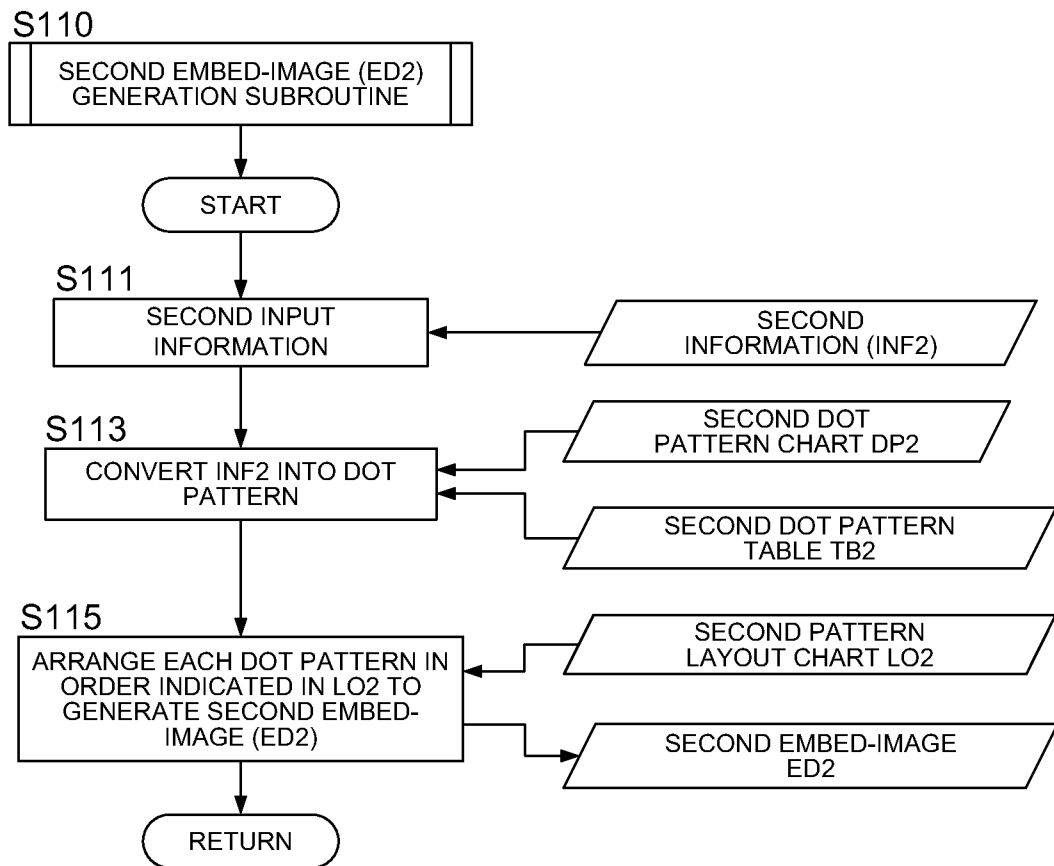 S110
SECOND EMBED-IMAGE (ED2)
GENERATION SUBROUTINE
START
S111
SECOND INPUT
INFORMATION
SECOND
INFORMATION (INF2)
S113
CONVERT INF2 INTO DOT
PATTERN
SECOND DOT
PATTERN CHART DP2
SECOND DOT PATTERN
TABLE TB2
S115
ARRANGE EACH DOT PATTERN IN
ORDER INDICATED IN LO2 TO
GENERATE SECOND EMBED-
IMAGE (ED2)
SECOND PATTERN
LAYOUT CHART LO2
SECOND EMBED-IMAGE
ED2
RETURN